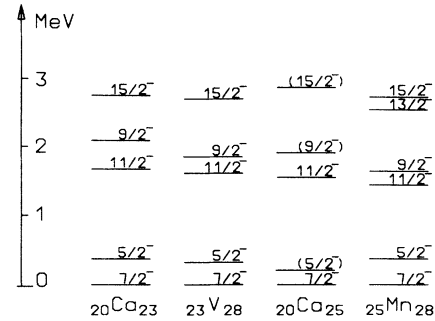 MeV
3
15/2⁻ 15/2⁻ (15/2⁻) 15/2⁻
13/2⁻
2
9/2⁻ 9/2⁻ (9/2⁻) 9/2⁻
11/2⁻ 11/2⁻ 11/2⁻ 11/2⁻
1
5/2⁻ 5/2⁻ (5/2⁻) 5/2⁻
0 7/2⁻ 7/2⁻ 7/2⁻ 7/2⁻
₂₀Ca₂₃ ₂₃V₂₈ ₂₀Ca₂₅ ₂₅Mn₂₈